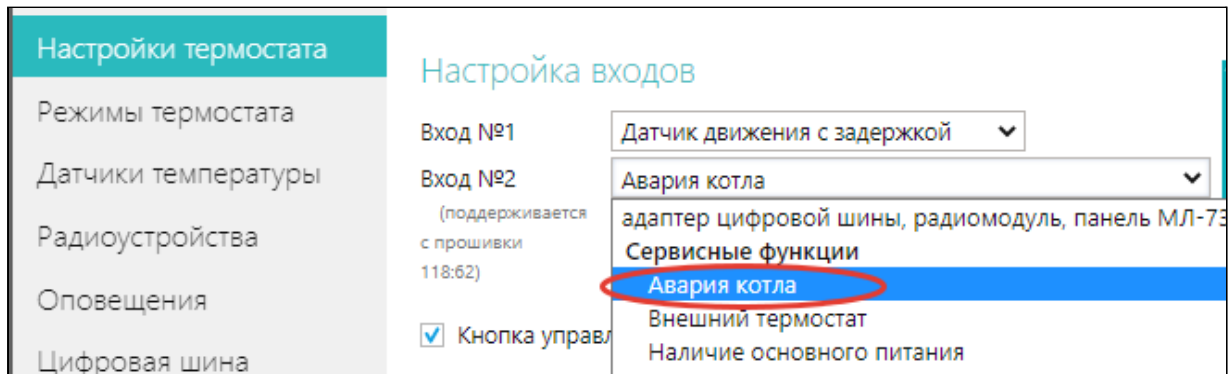 Настройки термостата
Режимы термостата
Датчики температуры
Радиоустройства
Оповещения
Цифровая шина
Настройка входов
Вход №1
Датчик движения с задержкой
Вход №2
Авария котла
(поддерживается
с прошивки
118:62)
адаптер цифровой шины, радиомодуль, панель МЛ-73
Сервисные функции
Авария котла
Внешний термостат
Наличие основного питания
Кнопка управл